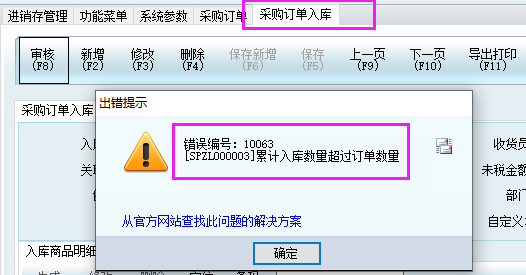 进销存管理 功能菜单 系统参数 采购订单 采购订单入库
审核 新增 修改 删除 保存新增 保存 上一页 下一页 导出打印
(F8) (F2) (F3) (F4) (F6) (F5) (F9) (F10) (F11)
采购订单入库
出错提示
错误编号：10063
[SPZL000003]累计入库数量超过订单数量
从官方网站查找此问题的解决方案
确定
收货员
未税金额
部门
自定义
入库商品明细